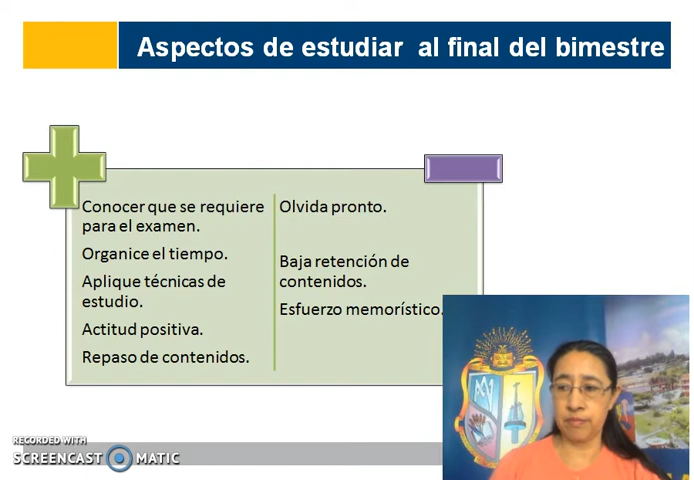 Aspectos de estudiar al final del bimestre
Conocer que se requiere
para el examen.
Organice el tiempo.
Aplique técnicas de
estudio.
Actitud positiva.
Repaso de contenidos.
Olvida pronto.
Baja retención de
contenidos.
Esfuerzo memorístico.
RECORDED WITH
SCREENCAST MATIC